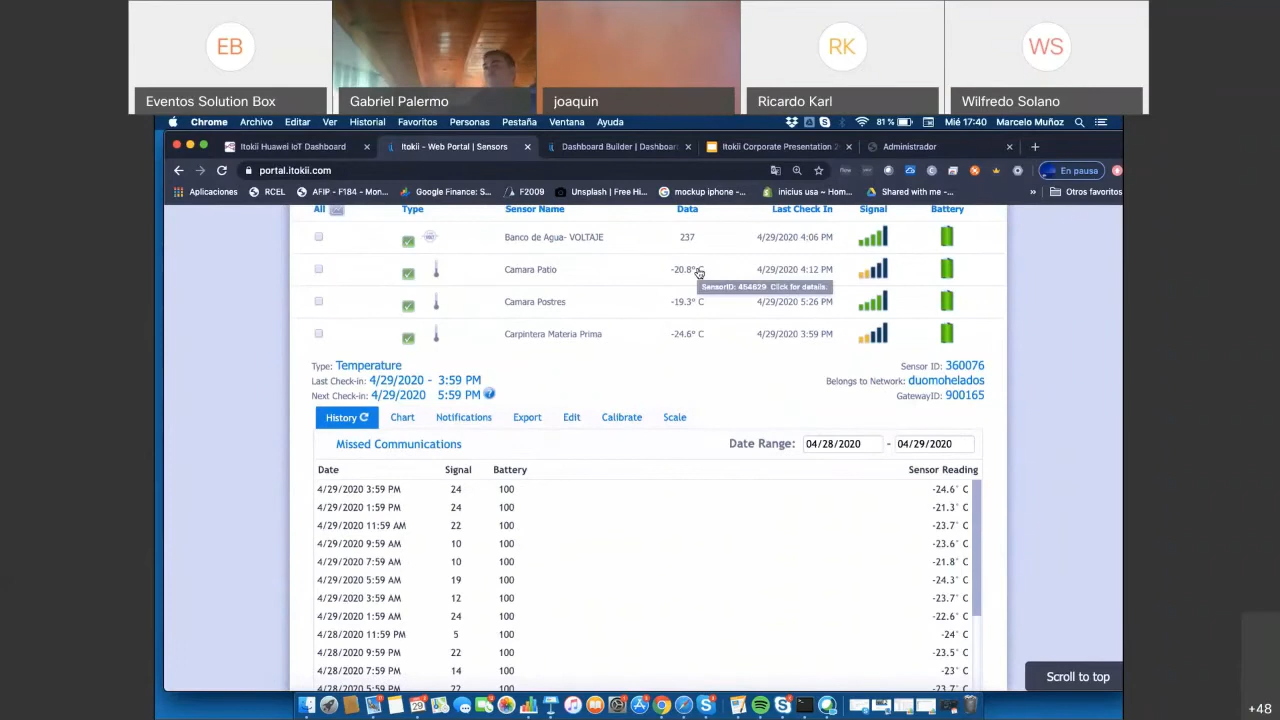 EB
RK
WS
Eventos Solution Box
Gabriel Palermo
joaquin
Ricardo Karl
Wilfredo Solano
Chrome Archivo Editar Ver Historial Favoritos Personas Pestaña Ventana Ayuda
81 % Mié 17:40 Marcelo Muñoz
Itokii Huawei IoT Dashboard
Itokii - Web Portal | Sensors
Dashboard Builder | Dashboar
Itokii Corporate Presentation 2
Administrador
portal.itokii.com
En pausa
Aplicaciones RCEL AFIP - F184 - Mon... Google Finance: S... F2009 Unsplash | Free Hi... mockup iphone -... inicius usa ~ Hom... Shared with me -... » Otros favoritos
All Type Sensor Name Data Last Check In Signal Battery
Banco de Agua- VOLTAJE 237 4/29/2020 4:06 PM
Camara Patio -20.8° C 4/29/2020 4:12 PM
SensorID: 454629 Click for details.
Camara Postres -19.3° C 4/29/2020 5:26 PM
Carpintera Materia Prima -24.6° C 4/29/2020 3:59 PM
Type: Temperature Sensor ID: 360076
Last Check-in: 4/29/2020 - 3:59 PM Belongs to Network: duomohelados
Next Check-in: 4/29/2020 5:59 PM GatewayID: 900165
History Chart Notifications Export Edit Calibrate Scale
Missed Communications Date Range: 04/28/2020 - 04/29/2020
Date Signal Battery Sensor Reading
4/29/2020 3:59 PM 24 100 -24.6° C
4/29/2020 1:59 PM 24 100 -21.3° C
4/29/2020 11:59 AM 22 100 -23.7° C
4/29/2020 9:59 AM 10 100 -23.6° C
4/29/2020 7:59 AM 10 100 -21.8° C
4/29/2020 5:59 AM 19 100 -24.3° C
4/29/2020 3:59 AM 12 100 -23.7° C
4/29/2020 1:59 AM 24 100 -22.6° C
4/28/2020 11:59 PM 5 100 -24° C
4/28/2020 9:59 PM 22 100 -23.5° C
4/28/2020 7:59 PM 14 100 -23° C
4/28/2020 5:59 PM 22 100 -23.7° C
Scroll to top
+48